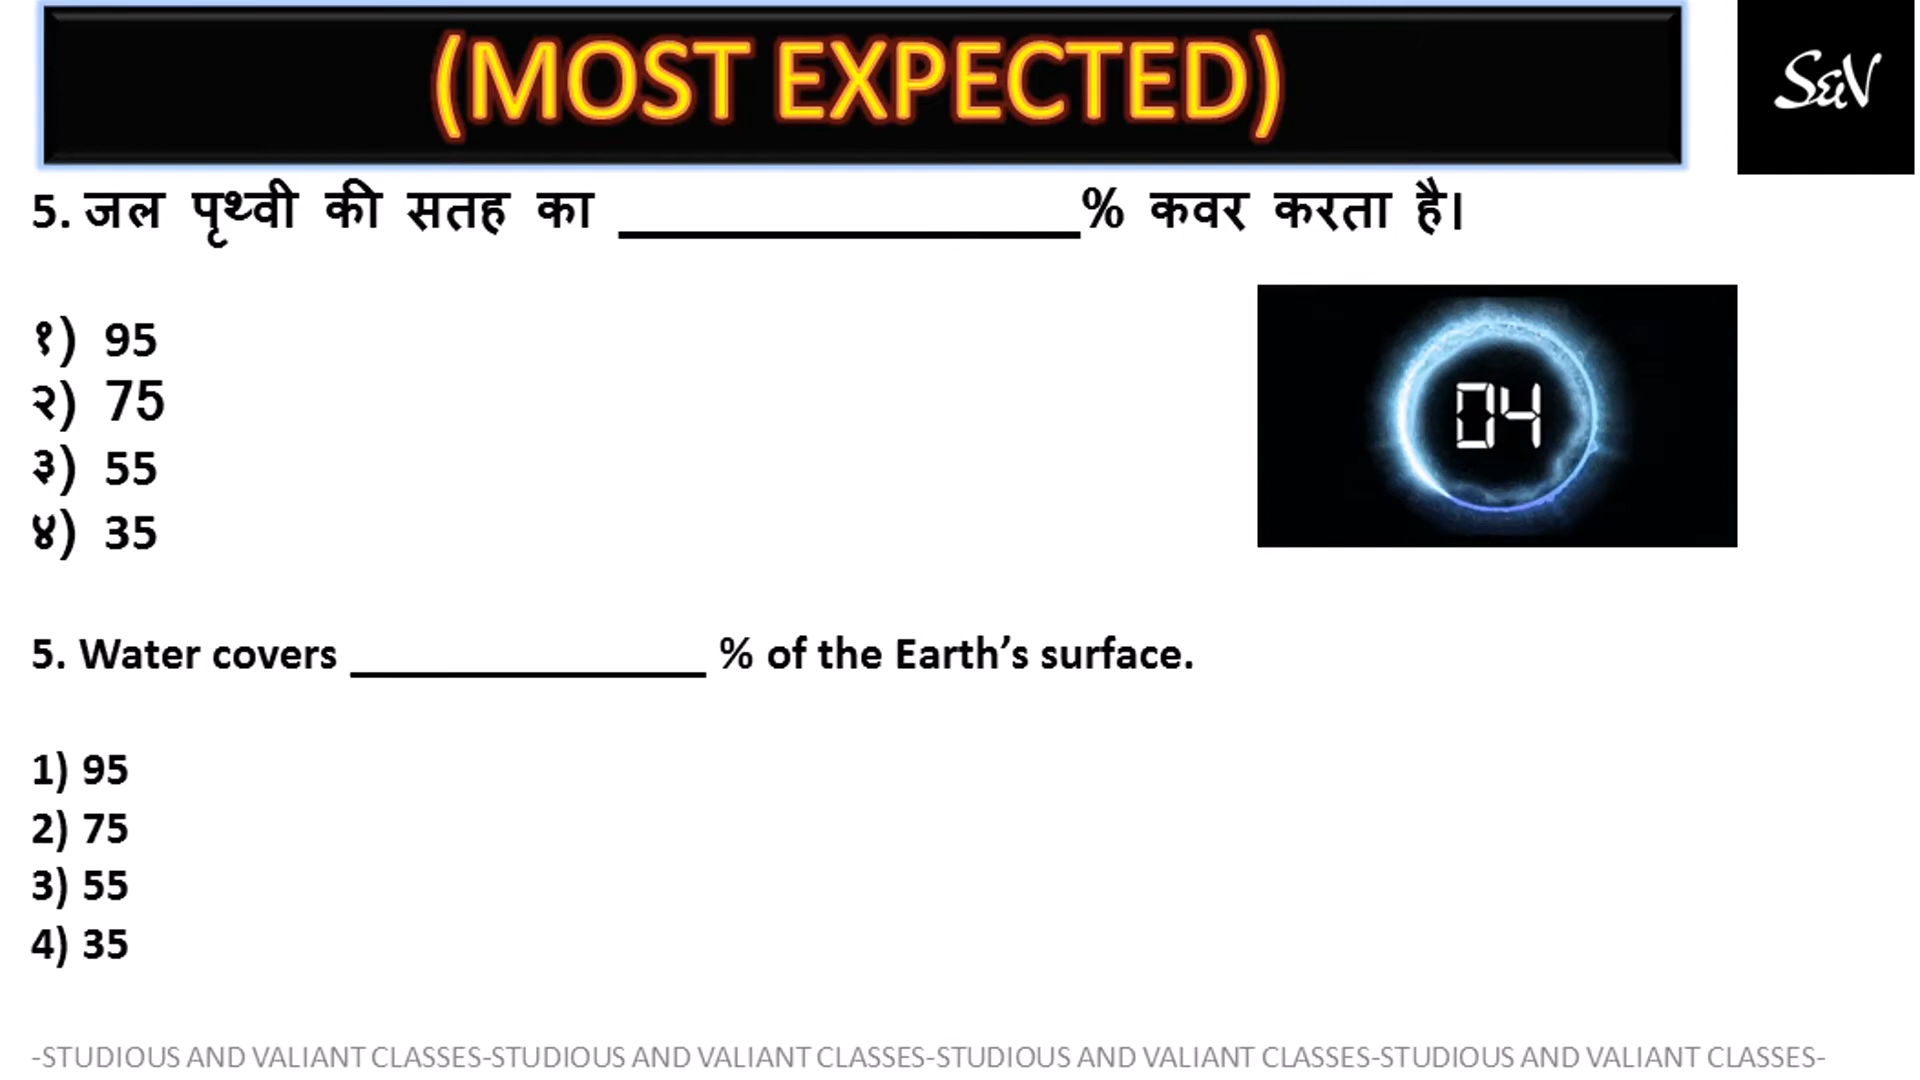 (MOST EXPECTED)
S&V
5. जल पृथ्वी की सतह का ________________% कवर करता है।
१) 95
२) 75
३) 55
४) 35
04
5. Water covers ________________ % of the Earth’s surface.
1) 95
2) 75
3) 55
4) 35
-STUDIOUS AND VALIANT CLASSES-STUDIOUS AND VALIANT CLASSES-STUDIOUS AND VALIANT CLASSES-STUDIOUS AND VALIANT CLASSES-